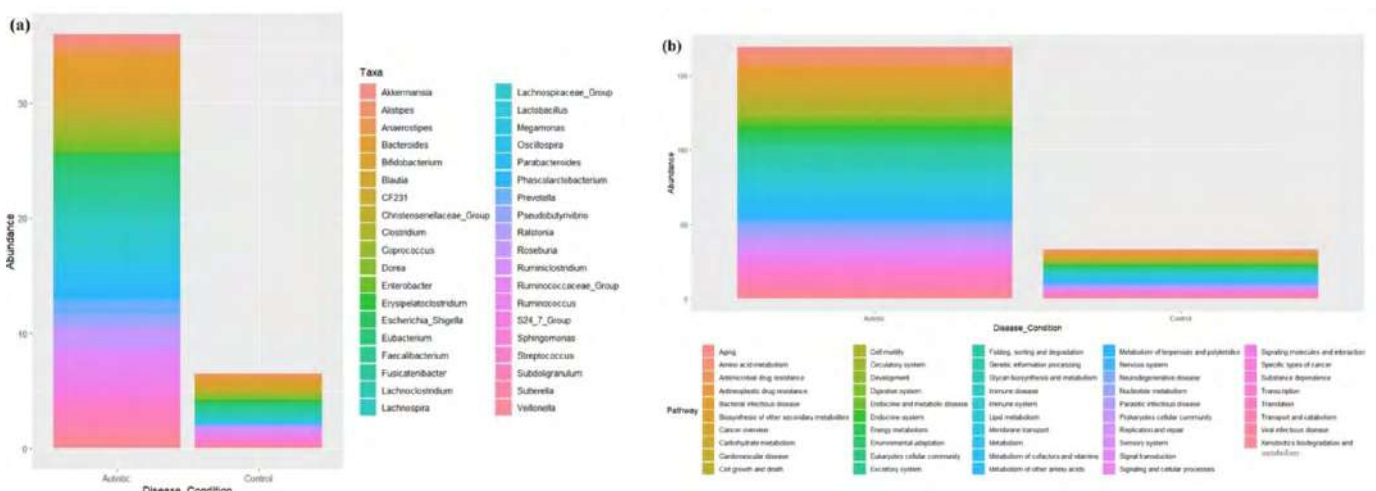 (a)
30
20
10
0
Abundance
Autistic
Control
Disease_Condition
Taxa
Akkermansia
Alistipes
Anaerostipes
Bacteroides
Bifidobacterium
Blautia
CF231
Christensenellaceae_Group
Clostridium
Coprococcus
Dorea
Enterobacter
Erysipelatoclostridium
Escherichia_Shigella
Eubacterium
Faecalibacterium
Fusicatenibacter
Lachnoclostridium
Lachnospira
Lachnospiraceae_Group
Lactobacillus
Megamonas
Oscillospira
Parabacteroides
Phascolarctobacterium
Prevotella
Pseudobutyrivibrio
Ralstonia
Roseburia
Ruminiclostridium
Ruminococcaceae_Group
Ruminococcus
S24_7_Group
Sphingomonas
Streptococcus
Subdoligranulum
Sutterella
Veillonella
(b)
150
100
50
0
Abundance
Autistic
Control
Disease_Condition
Pathway
Aging
Amino acid metabolism
Antimicrobial drug resistance
Antineoplastic drug resistance
Bacterial infectious disease
Biosynthesis of other secondary metabolites
Cancer overview
Carbohydrate metabolism
Cardiovascular disease
Cell growth and death
Cell motility
Circulatory system
Development
Digestive system
Endocrine and metabolic disease
Endocrine system
Energy metabolism
Environmental adaptation
Eukaryotes cellular community
Excretory system
Folding, sorting and degradation
Genetic information processing
Glycan biosynthesis and metabolism
Immune disease
Immune system
Lipid metabolism
Membrane transport
Metabolism
Metabolism of cofactors and vitamins
Metabolism of other amino acids
Metabolism of terpenoids and polyketides
Nervous system
Neurodegenerative disease
Nucleotide metabolism
Parasitic infectious disease
Prokaryotes cellular community
Replication and repair
Sensory system
Signal transduction
Signaling and cellular processes
Signaling molecules and interaction
Specific types of cancer
Substance dependence
Transcription
Translation
Transport and catabolism
Viral infectious disease
Xenobiotics biodegradation and
metabolism